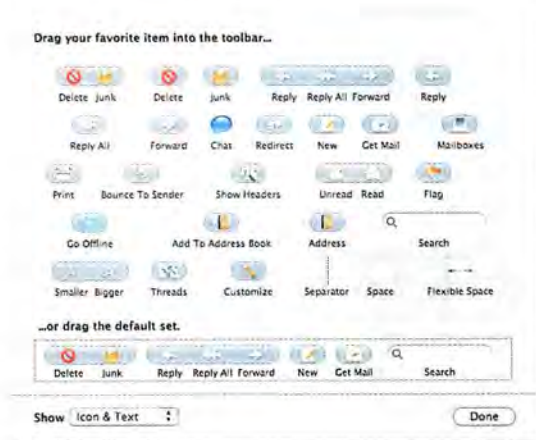 Drag your favorite item into the toolbar...
Delete Junk Delete Junk Reply Reply All Forward Reply
Reply All Forward Chat Redirect New Get Mail Mailboxes
Print Bounce To Sender Show Headers Unread Read Flag
Go Offline Add To Address Book Address Search
Smaller Bigger Threads Customize Separator Space Flexible Space
...or drag the default set.
Delete Junk Reply Reply All Forward New Get Mail Search
Show Icon & Text Done